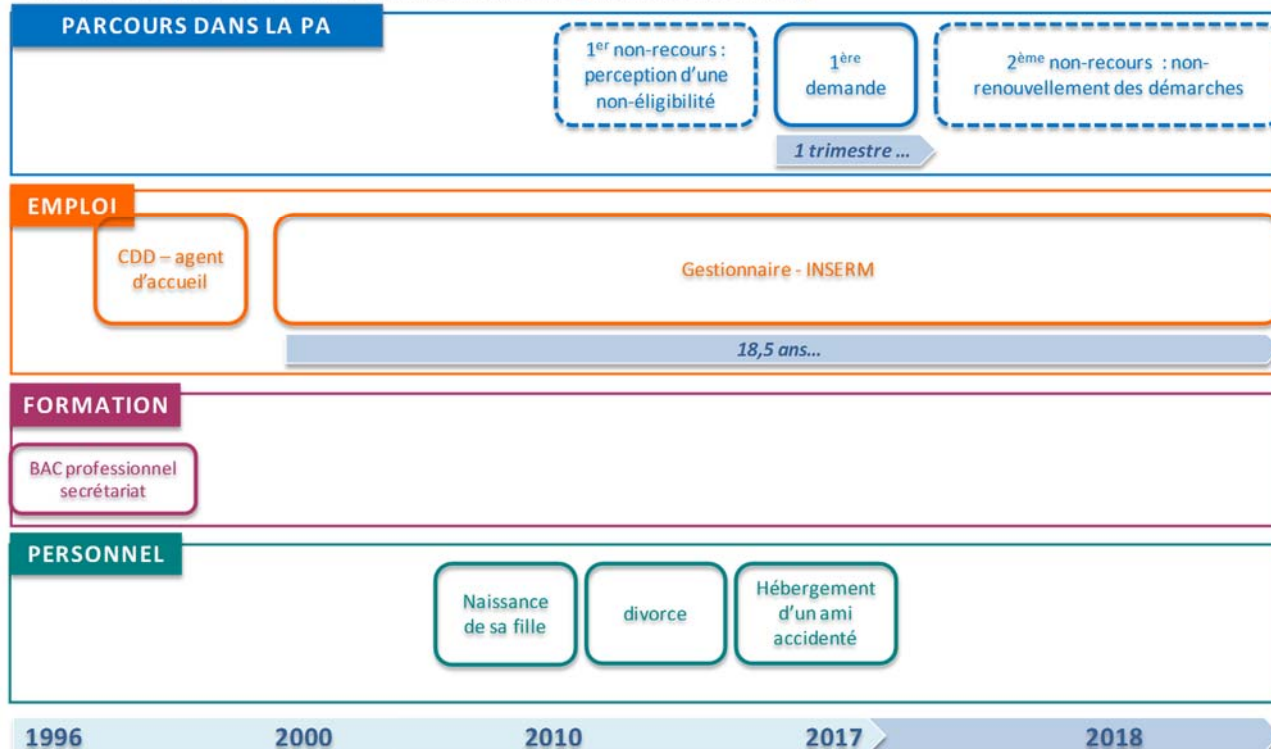 PARCOURS DANS LA PA
1er non-recours :
perception d'une
non-éligibilité
1ère
demande
2ème non-recours : non-
renouvellement des démarches
1 trimestre ...
EMPLOI
CDD – agent
d'accueil
Gestionnaire - INSERM
18,5 ans...
FORMATION
BAC professionnel
secrétariat
PERSONNEL
Naissance
de sa fille
divorce
Hébergement
d'un ami
accidenté
1996 2000 2010 2017 2018